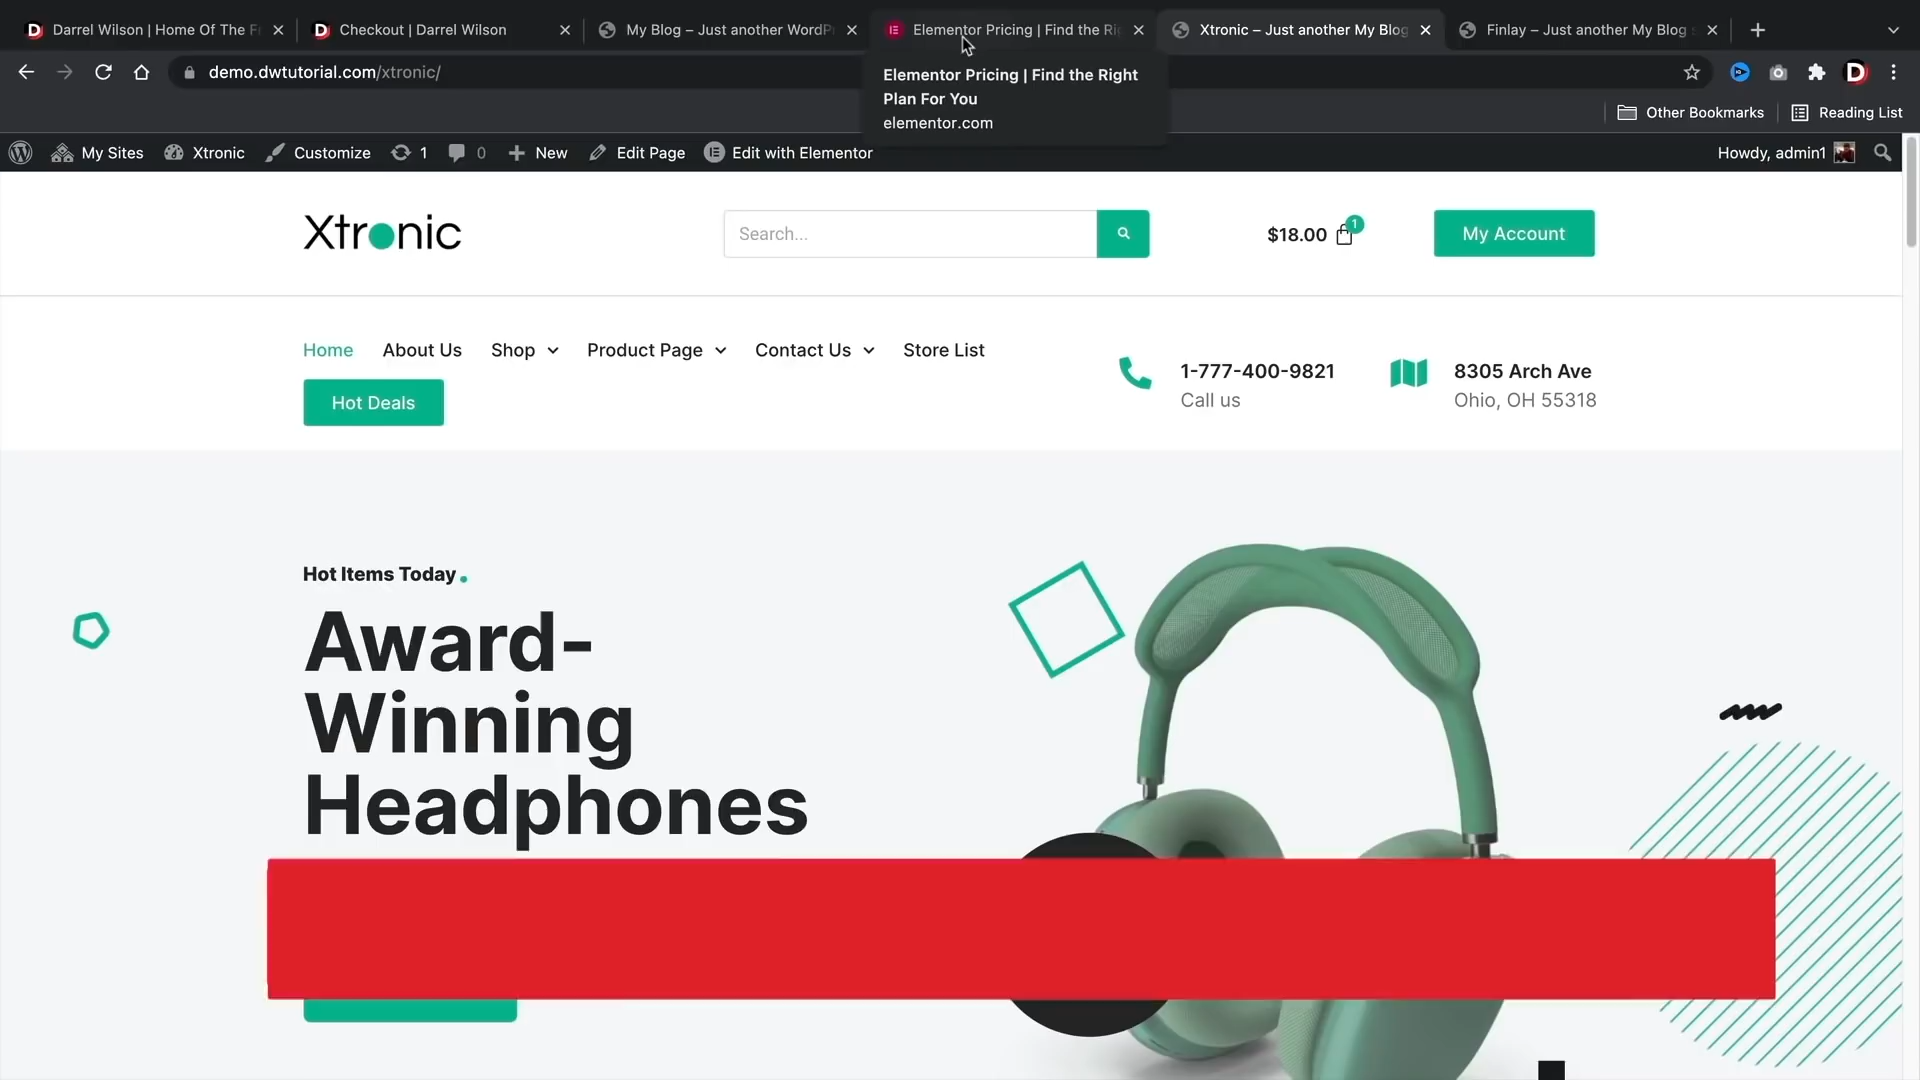 Darrel Wilson | Home Of The F
Checkout | Darrel Wilson
My Blog – Just another WordP
Elementor Pricing | Find the Ri
Xtronic – Just another My Blog
Finlay – Just another My Blog s
demo.dwtutorial.com/xtronic/
Elementor Pricing | Find the Right
Plan For You
elementor.com
Other Bookmarks
Reading List
My Sites
Xtronic
Customize
1
0
New
Edit Page
Edit with Elementor
Howdy, admin1
Xtronic
Search...
$18.00
1
My Account
Home
About Us
Shop
Product Page
Contact Us
Store List
Hot Deals
1-777-400-9821
Call us
8305 Arch Ave
Ohio, OH 55318
Hot Items Today.
Award-
Winning
Headphones